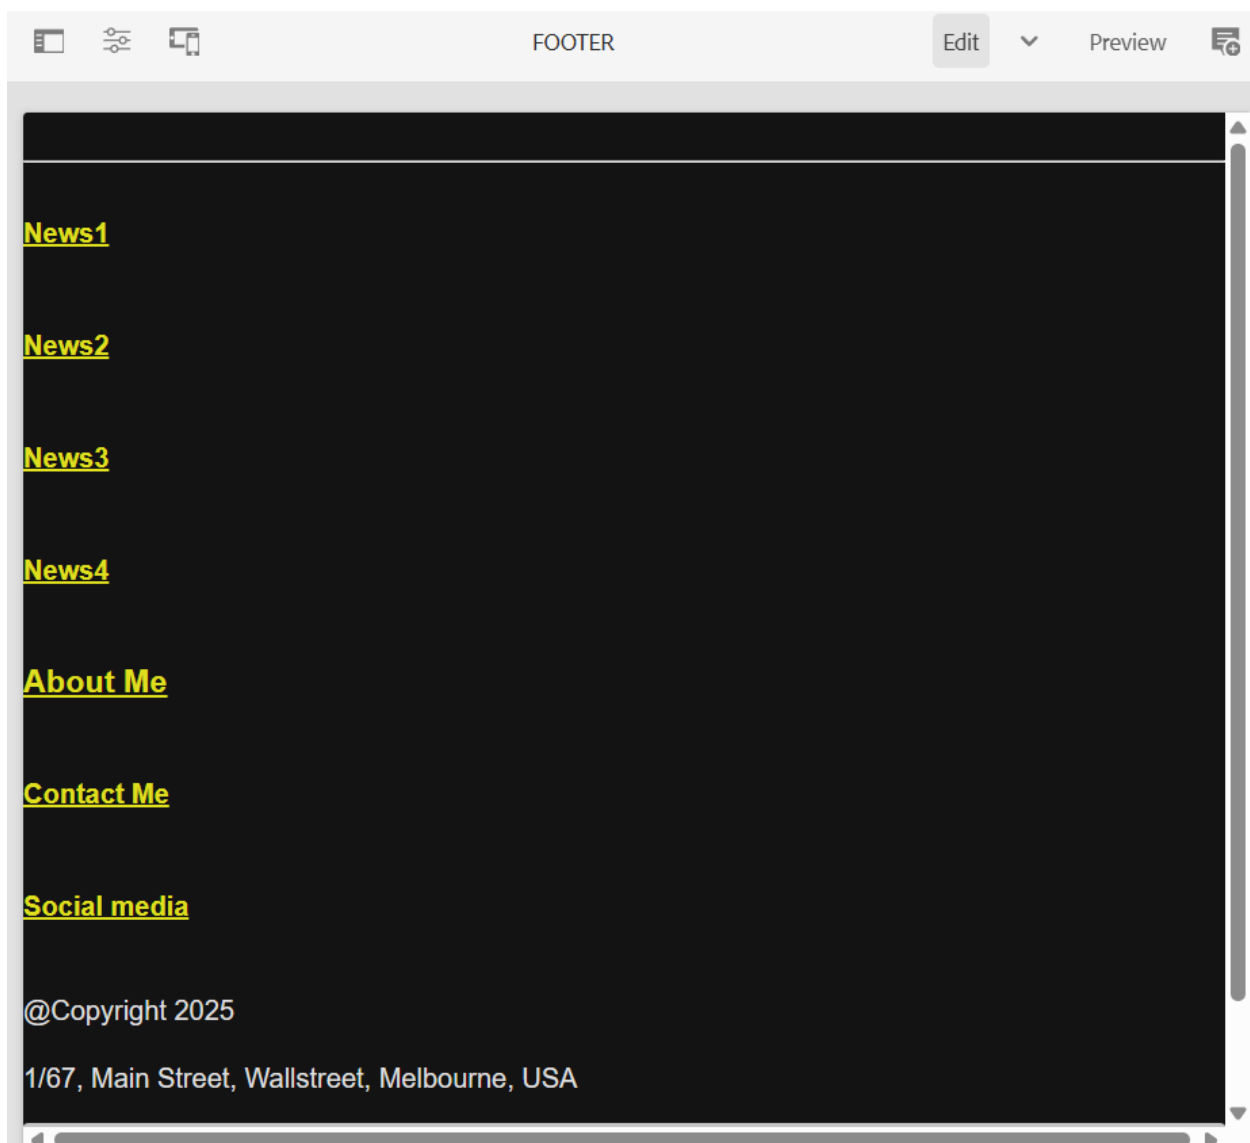 FOOTER
Edit
Preview
News1
News2
News3
News4
About Me
Contact Me
Social media
@Copyright 2025
1/67, Main Street, Wallstreet, Melbourne, USA